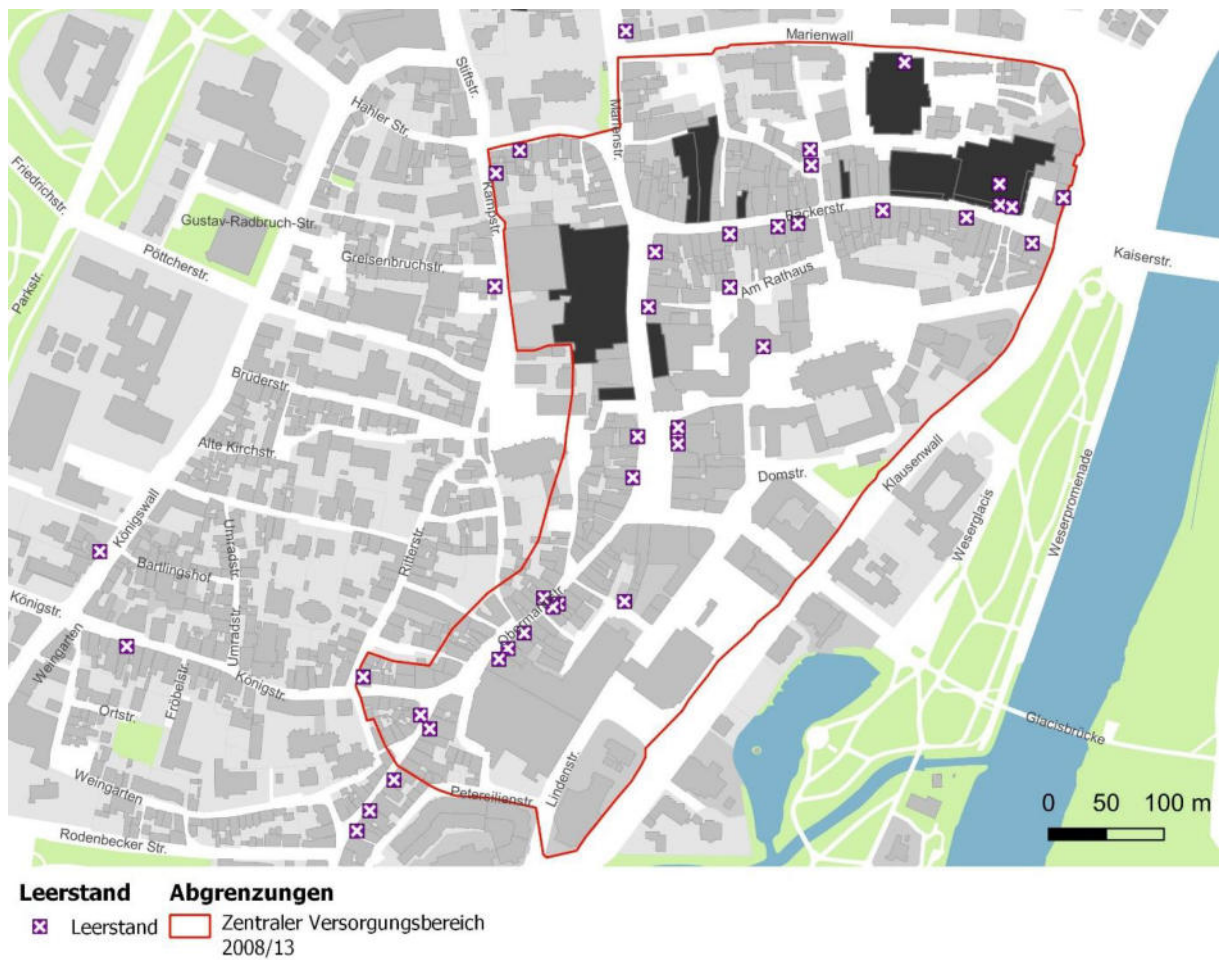 Marienwall
Stiftstr.
Hahler Str.
Marienstr.
Friedrichstr.
Kampstr.
Gustav-Radbruch-Str.
Bäckerstr.
Greisenbruchstr.
Pöttcherstr.
Kaiserstr.
Parkstr.
Am Rathaus
Brüderstr.
Alte Kirchstr.
Klausenwall
Domstr.
Weserpromenade
Königswall
Weserglacis
Umradstr.
Ritterstr.
Bartlingshof
Königstr.
Obermarktstr.
Umradstr.
Weingarten
Fröbelstr.
Königstr.
Ortstr.
Glacisbrücke
Weingarten
Petersilienstr.
Lindenstr.
0 50 100 m
Rodenbecker Str.
Leerstand Abgrenzungen
Leerstand Zentraler Versorgungsbereich
2008/13